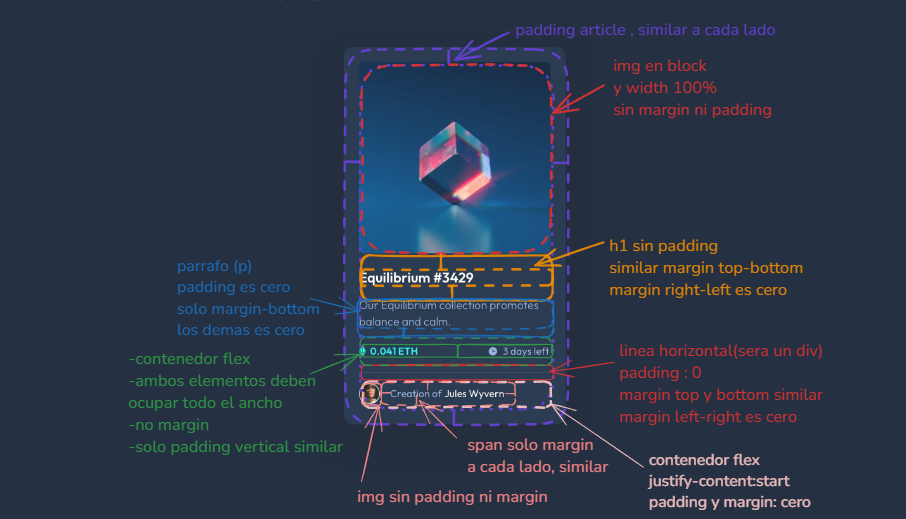 padding article , similar a cada lado
img en block
y width 100%
sin margin ni padding
h1 sin padding
similar margin top-bottom
margin right-left es cero
parrafo (p)
padding es cero
solo margin-bottom
los demas es cero
Equilibrium #3429
Our Equilibrium collection promotes
balance and calm.
0.041 ETH
3 days left
-contenedor flex
-ambos elementos deben
ocupar todo el ancho
-no margin
-solo padding vertical similar
linea horizontal(sera un div)
padding : 0
margin top y bottom similar
margin left-right es cero
Creation of Jules Wyvern
span solo margin
a cada lado, similar
img sin padding ni margin
contenedor flex
justify-content:start
padding y margin: cero